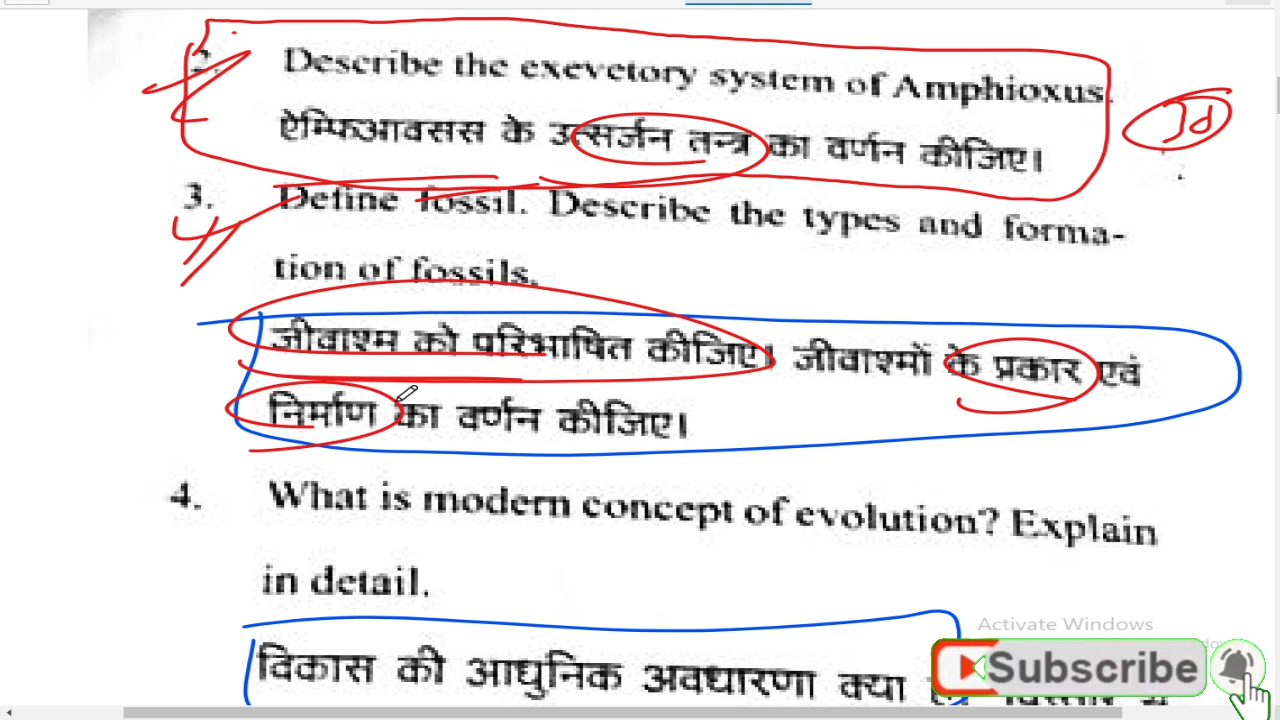 2. Describe the exevetory system of Amphioxus.
ऐम्फिआक्सस के उत्सर्जन तन्त्र का वर्णन कीजिए।
3. Define fossil. Describe the types and forma-
tion of fossils.
जीवाश्म को परिभाषित कीजिए। जीवाश्मों के प्रकार एवं
निर्माण का वर्णन कीजिए।
4. What is modern concept of evolution? Explain
in detail.
Activate Windows
विकास की आधुनिक अवधारणा क्या
Subscribe